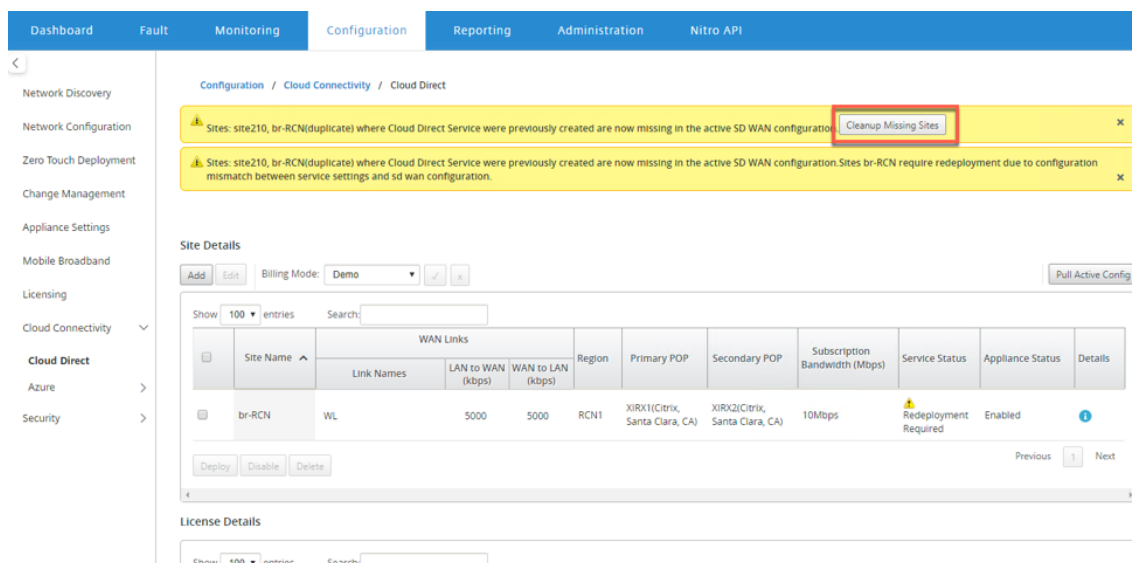 Dashboard Fault Monitoring Configuration Reporting Administration Nitro API
Network Discovery
Network Configuration
Zero Touch Deployment
Change Management
Appliance Settings
Mobile Broadband
Licensing
Cloud Connectivity
Cloud Direct
Azure
Security
Configuration / Cloud Connectivity / Cloud Direct
Sites: site210, br-RCN(duplicate) where Cloud Direct Service were previously created are now missing in the active SD WAN configuration. Cleanup Missing Sites
Sites: site210, br-RCN(duplicate) where Cloud Direct Service were previously created are now missing in the active SD WAN configuration.Sites br-RCN require redeployment due to configuration
mismatch between service settings and sd wan configuration.
Site Details
Add Edit Billing Mode: Demo x Pull Active Config
Show 100 entries Search:
WAN Links
Site Name Region Primary POP Secondary POP Subscription
Bandwidth (Mbps) Service Status Appliance Status Details
Link Names LAN to WAN
(kbps) WAN to LAN
(kbps)
br-RCN WL 5000 5000 RCN1 XIRX1(Citrix,
Santa Clara, CA) XIRX2(Citrix,
Santa Clara, CA) 10Mbps Redeployment
Required Enabled
Previous 1 Next
Deploy Disable Delete
License Details
Show 100 entries Search: